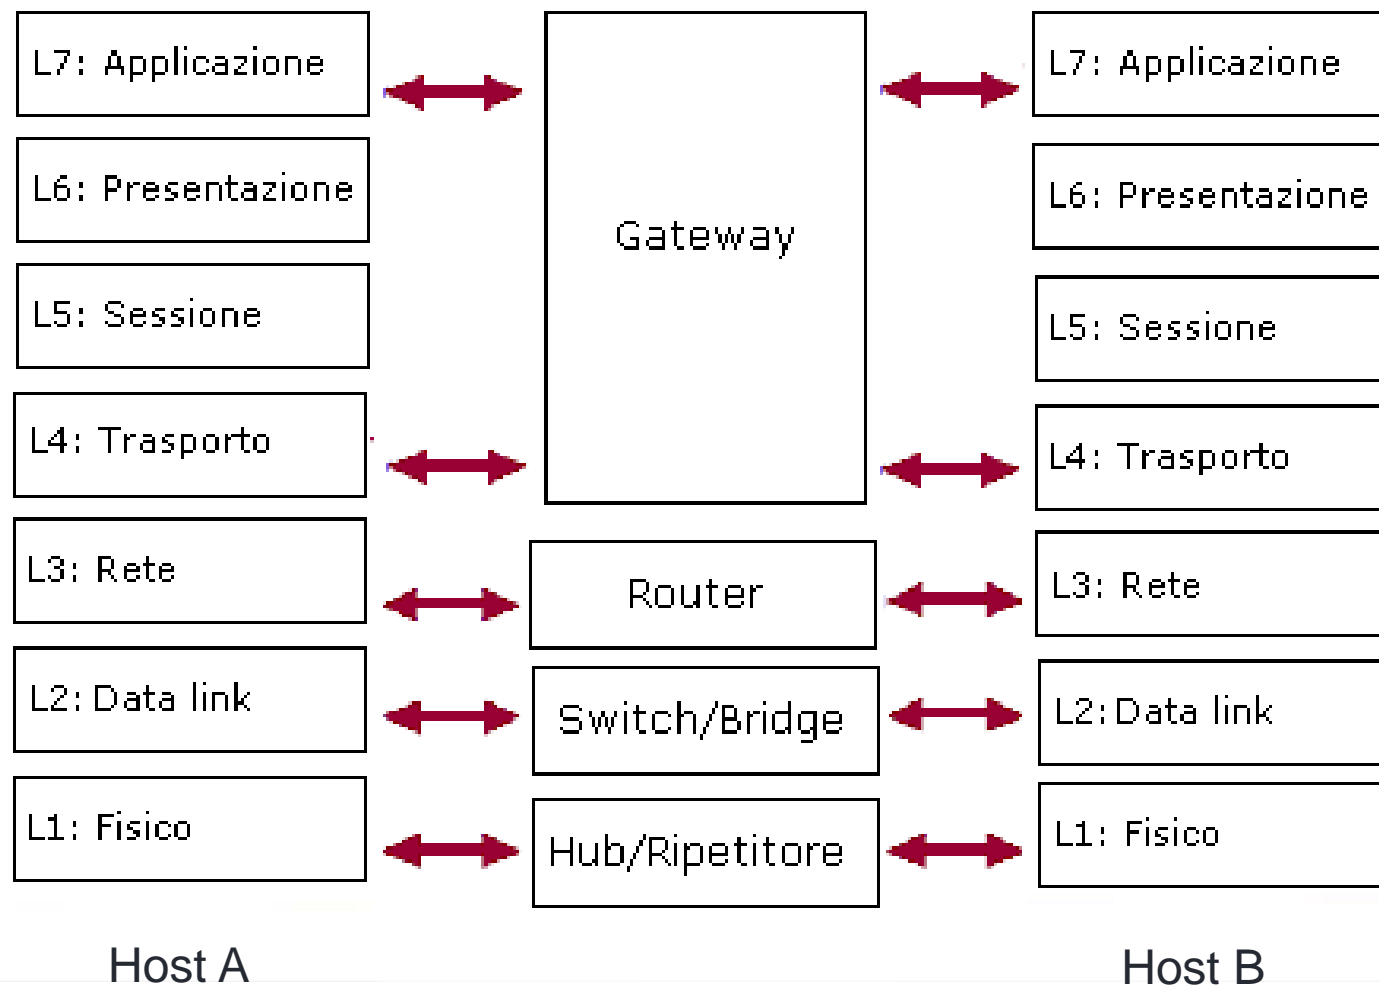 L7: Applicazione
L6: Presentazione
L5: Sessione
L4: Trasporto
L3: Rete
L2: Data link
L1: Fisico
Host A
Gateway
Router
Switch/Bridge
Hub/Ripetitore
L7: Applicazione
L6: Presentazione
L5: Sessione
L4: Trasporto
L3: Rete
L2: Data link
L1: Fisico
Host B